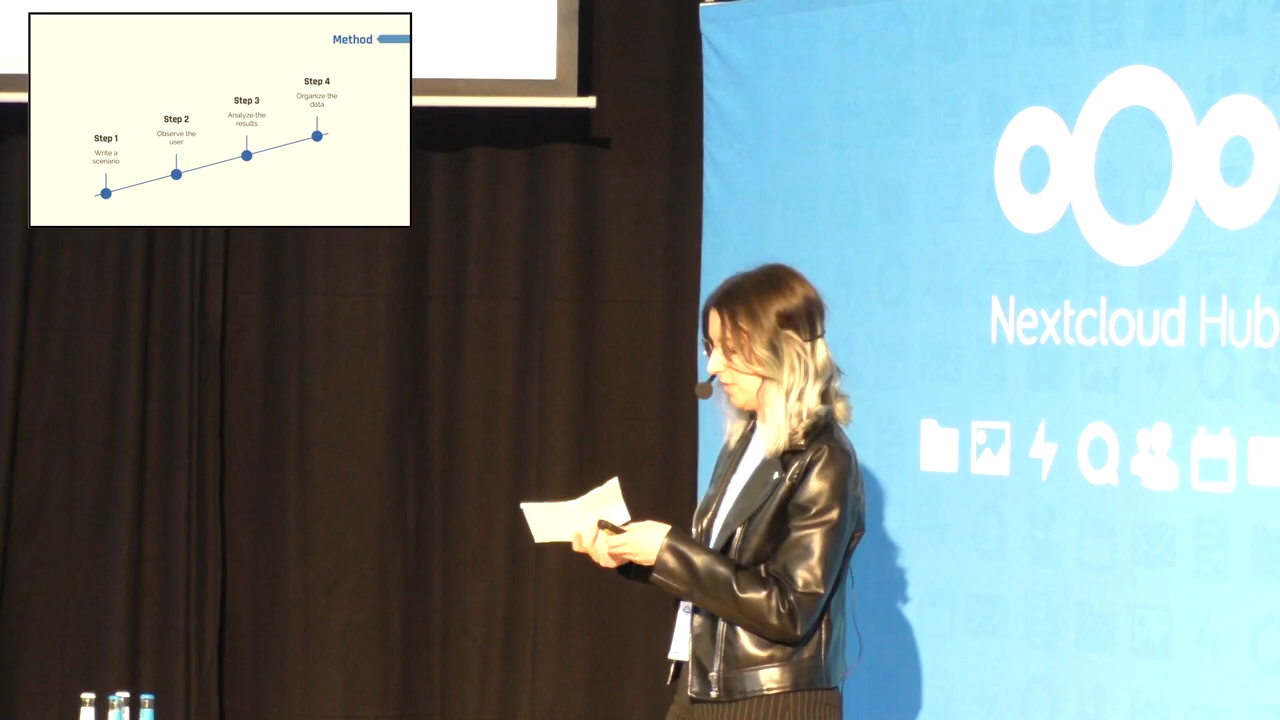 Method
Step 1
Write a
scenario
Step 2
Observe the
user
Step 3
Analyze the
results
Step 4
Organize the
data
Nextcloud Hub